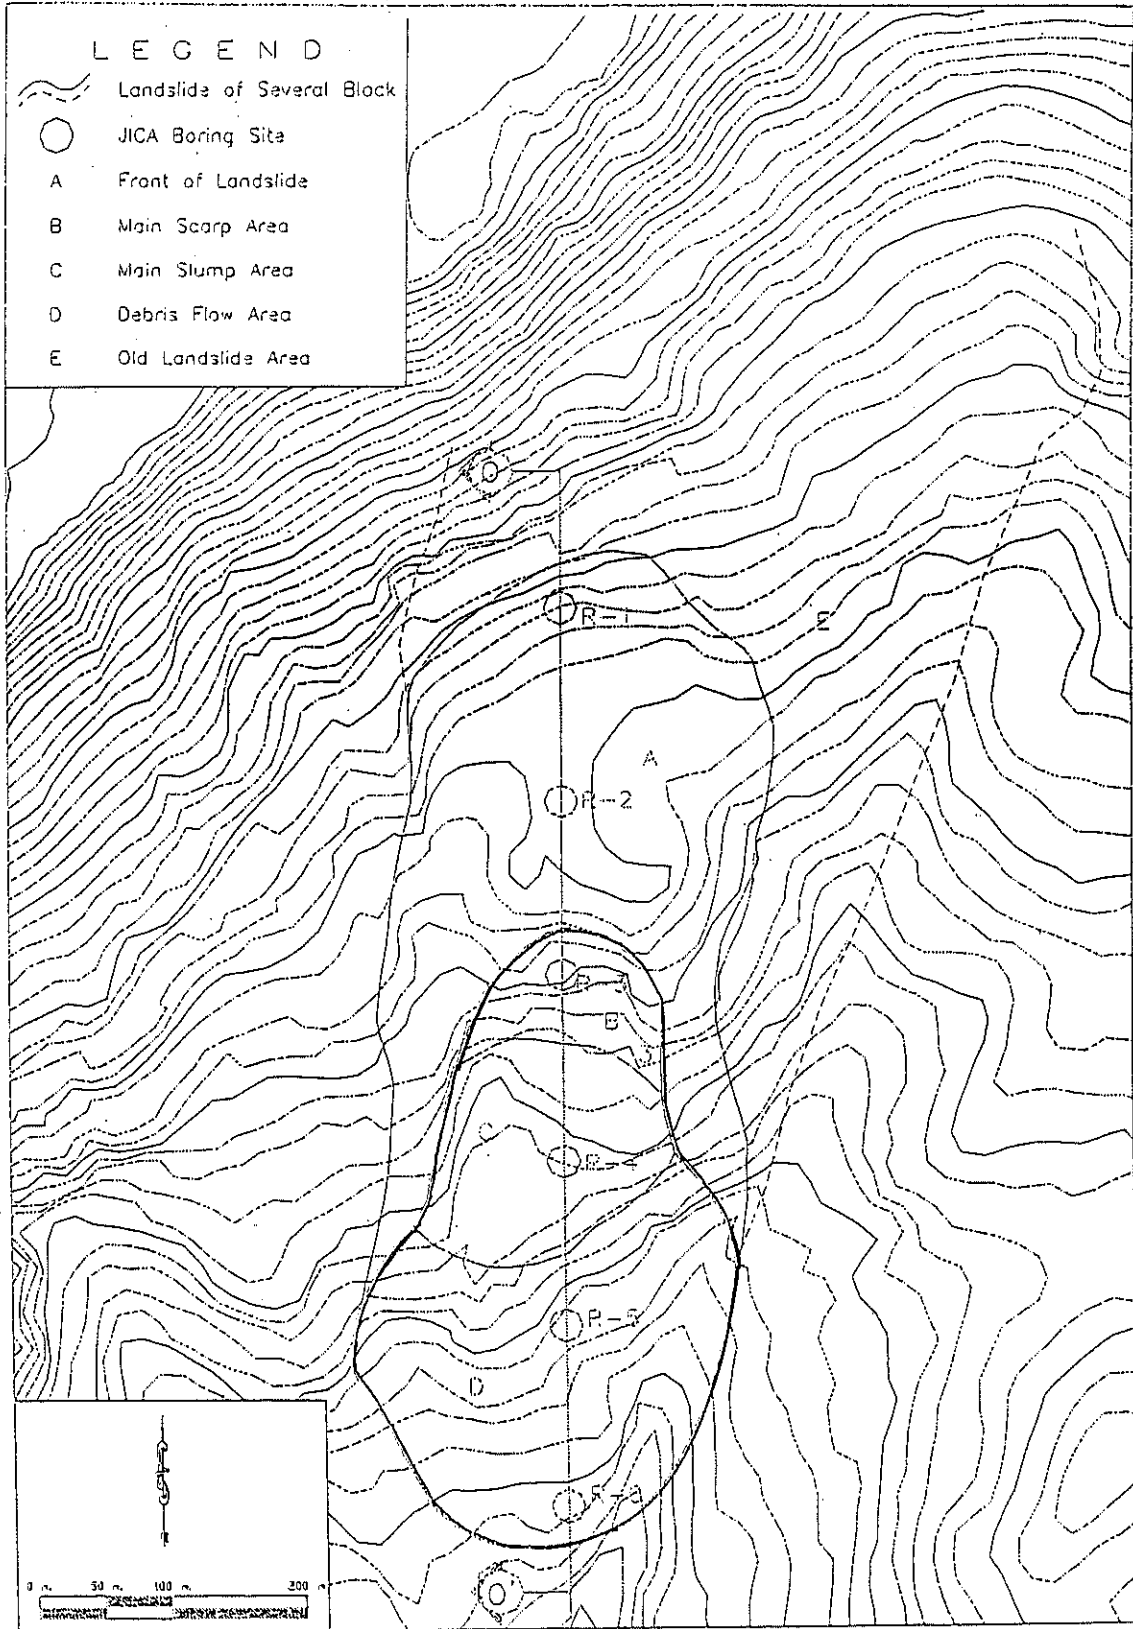 LEGEND
Landslide of Several Block
JICA Boring Site
A Front of Landslide
B Main Scarp Area
C Main Slump Area
D Debris Flow Area
E Old Landslide Area
R-1
E
A
R-2
R-3
B
C
R-4
R-5
D
0 m. 50 m. 100 m. 200 m